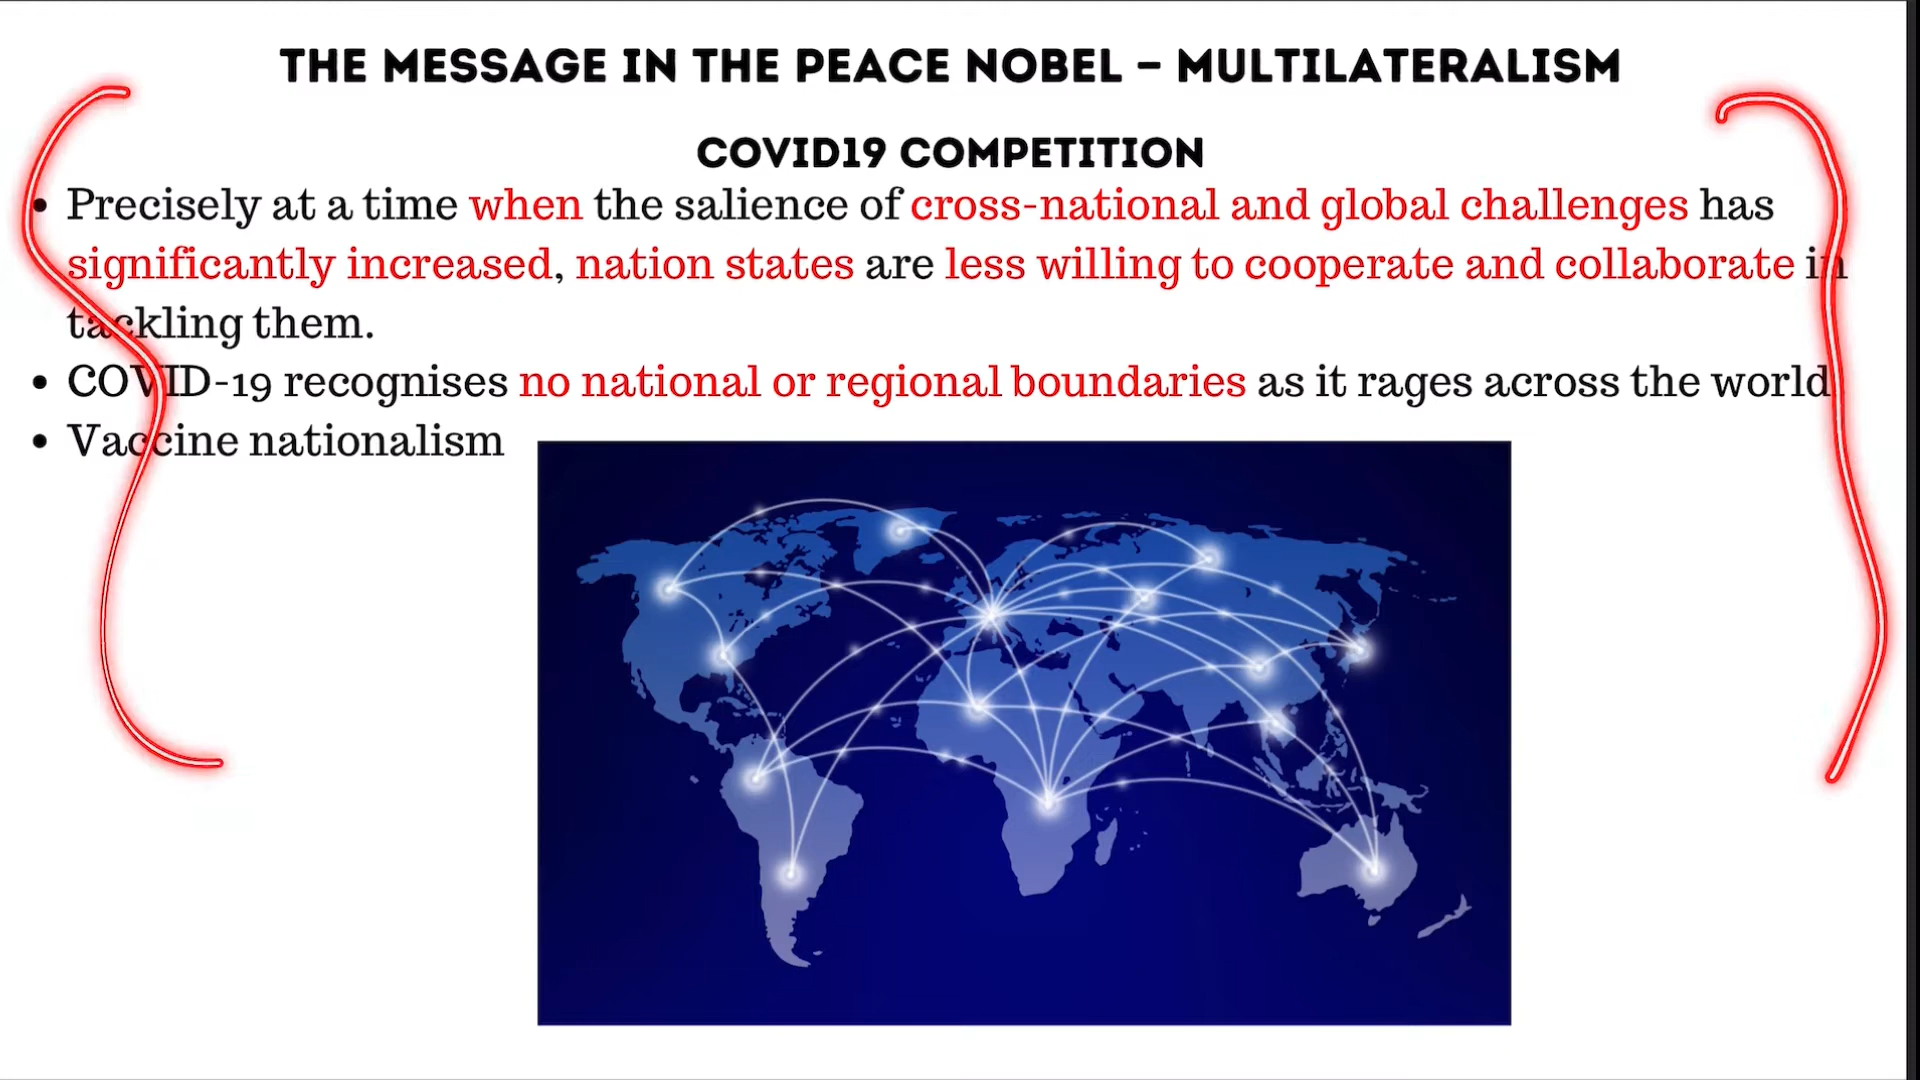 THE MESSAGE IN THE PEACE NOBEL – MULTILATERALISM
COVID19 COMPETITION
• Precisely at a time when the salience of cross-national and global challenges has
significantly increased, nation states are less willing to cooperate and collaborate in
tackling them.
• COVID-19 recognises no national or regional boundaries as it rages across the world
• Vaccine nationalism